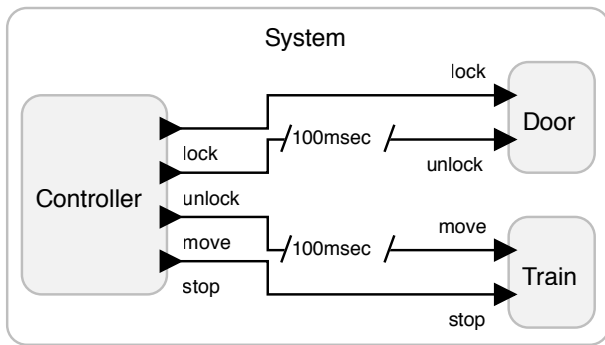 System
lock
Door
lock
100msec
unlock
Controller
unlock
move
move
100msec
Train
stop
stop